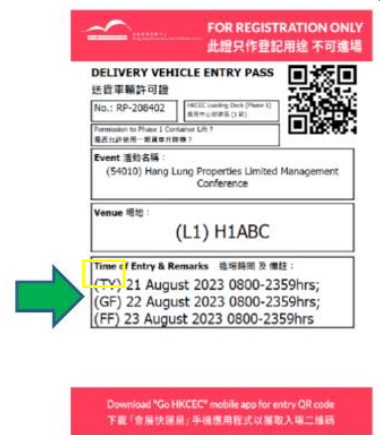 FOR REGISTRATION ONLY
此證只作登記用途 不可進場
DELIVERY VEHICLE ENTRY PASS
送貨車輛許可證
No.: RP-208402
HKCEC Loading Dock (Phase 1)
Permission to Phase 1 Container Lift ?
Event 活動名稱 :
(54010) Hang Lung Properties Limited Management
Conference
Venue 場地 :
(L1) H1ABC
Time of Entry & Remarks 進場時間 及 備註 :
(TY) 21 August 2023 0800-2359hrs;
(GF) 22 August 2023 0800-2359hrs;
(FF) 23 August 2023 0800-2359hrs
Download "Go HKCEC" mobile app for entry QR code
下載「會展快運易」手機應用程式以獲取入場二維碼